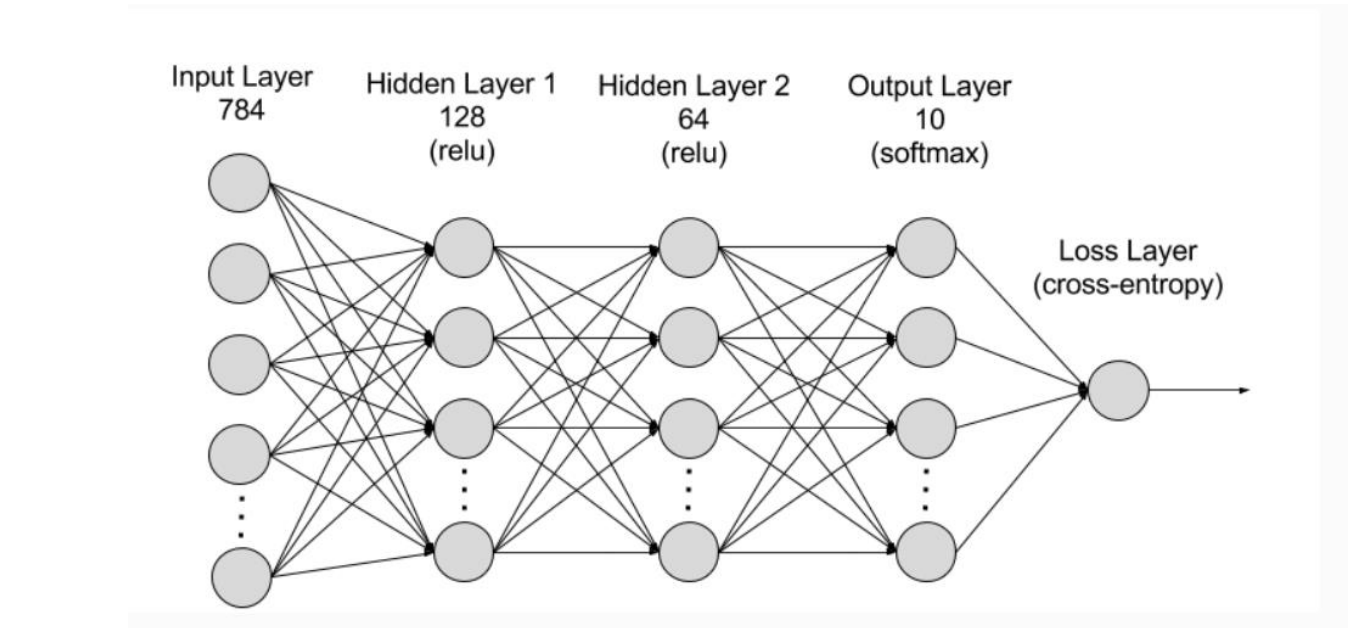 Input Layer
784
Hidden Layer 1
128
(relu)
Hidden Layer 2
64
(relu)
Output Layer
10
(softmax)
Loss Layer
(cross-entropy)